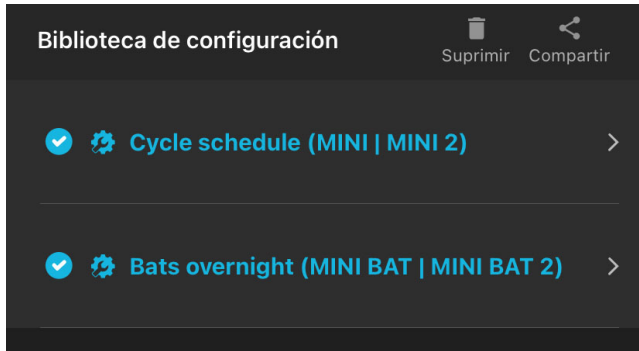 Biblioteca de configuración
Suprimir
Compartir
Cycle schedule (MINI | MINI 2)
Bats overnight (MINI BAT | MINI BAT 2)